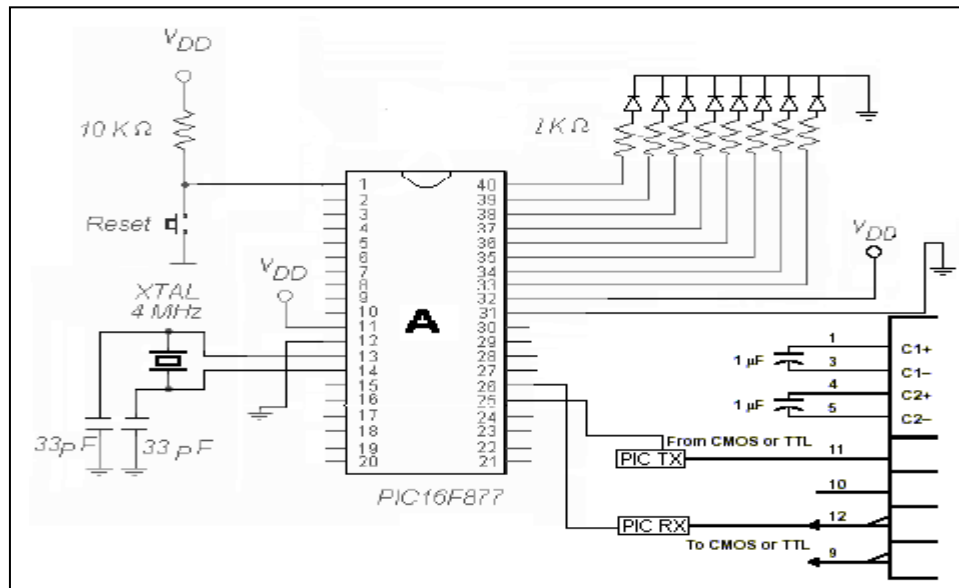 VDD
10 KΩ
1KΩ
Reset
VDD
XTAL
4 MHz
33pF
33pF
1
2
3
4
5
6
7
8
9
10
11
12
13
14
15
16
17
18
19
20
40
39
38
37
36
35
34
33
32
31
30
29
28
27
26
25
24
23
22
21
A
PIC16F877
VDD
1 µF
1
3
C1+
C1−
1 µF
4
5
C2+
C2−
From CMOS or TTL
PIC TX
11
10
PIC RX
12
To CMOS or TTL
9